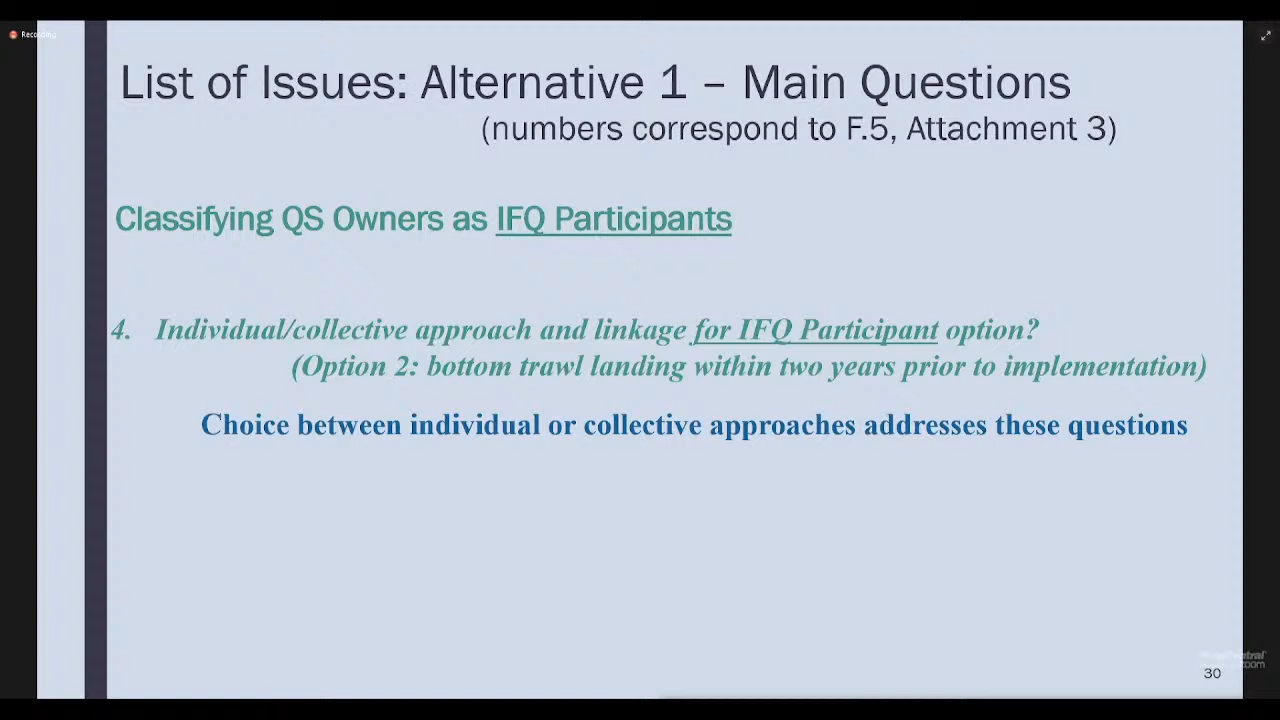 Recording
List of Issues: Alternative 1 – Main Questions
(numbers correspond to F.5, Attachment 3)
Classifying QS Owners as IFQ Participants
4. Individual/collective approach and linkage for IFQ Participant option?
(Option 2: bottom trawl landing within two years prior to implementation)
Choice between individual or collective approaches addresses these questions
zoom
30